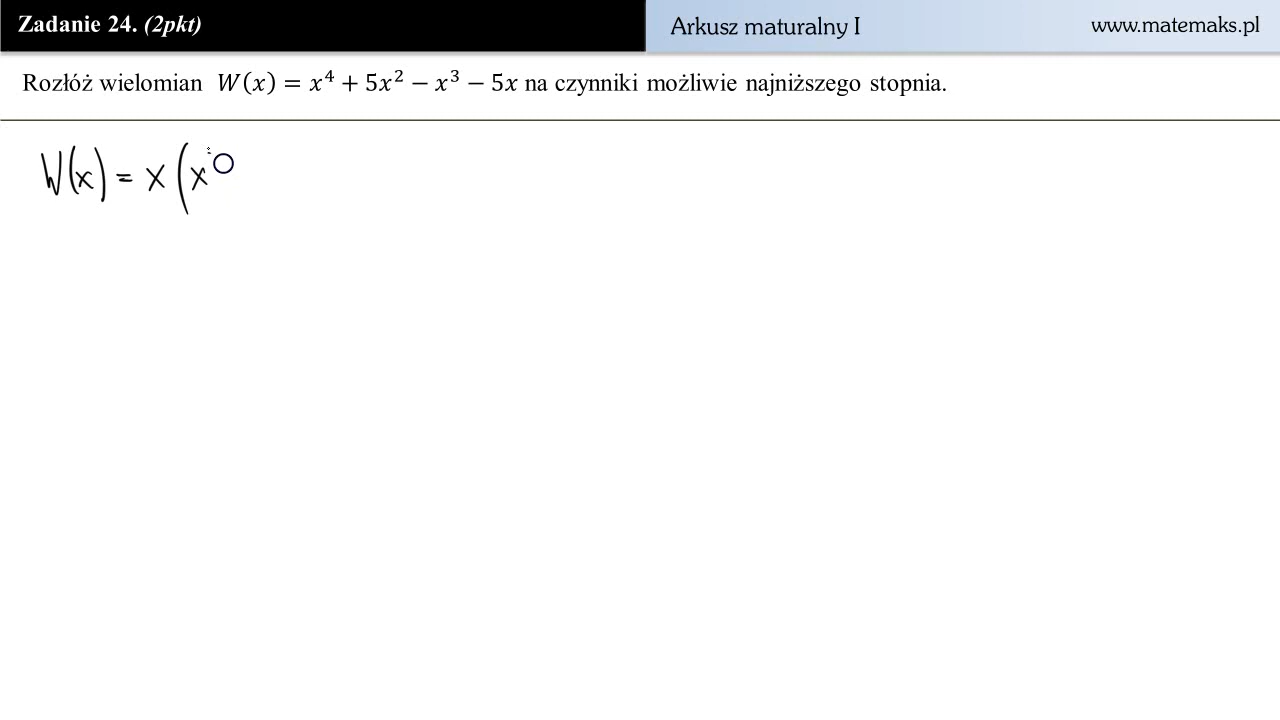 Zadanie 24. (2pkt)
Arkusz maturalny I
www.matemaks.pl
Rozłóż wielomian W(x) = x⁴ + 5x² − x³ − 5x na czynniki możliwie najniższego stopnia.
W(x) = x (x